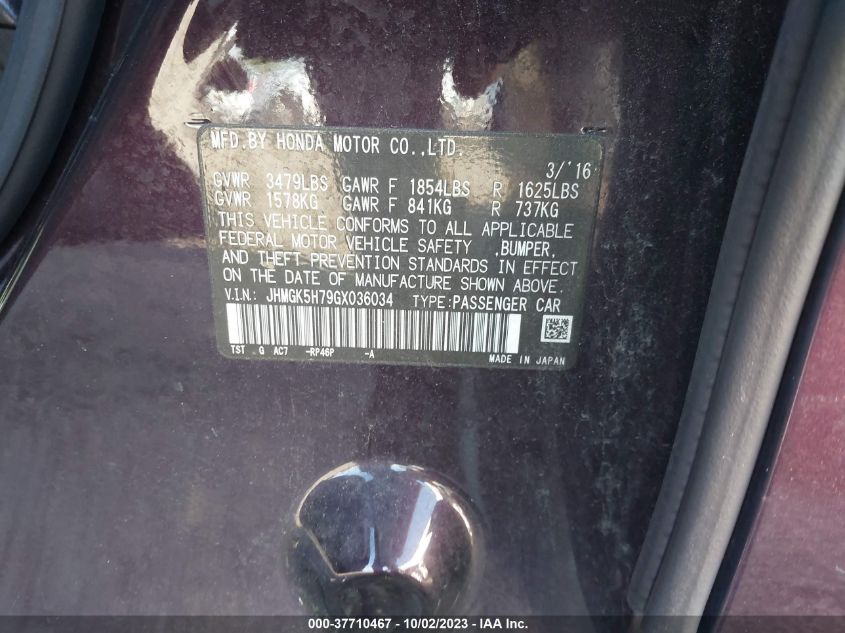 MFD.BY HONDA MOTOR CO.,LTD.
3/'16
GVWR 3479LBS GAWR F 1854LBS R 1625LBS
GVWR 1578KG GAWR F 841KG R 737KG
THIS VEHICLE CONFORMS TO ALL APPLICABLE
FEDERAL MOTOR VEHICLE SAFETY ,BUMPER,
AND THEFT PREVENTION STANDARDS IN EFFECT
ON THE DATE OF MANUFACTURE SHOWN ABOVE.
V.I.N.: JHMGK5H79GX036034 TYPE:PASSENGER CAR
TST .G AC7 -RP46P -A MADE IN JAPAN
000-37710467 - 10/02/2023 - IAA Inc.